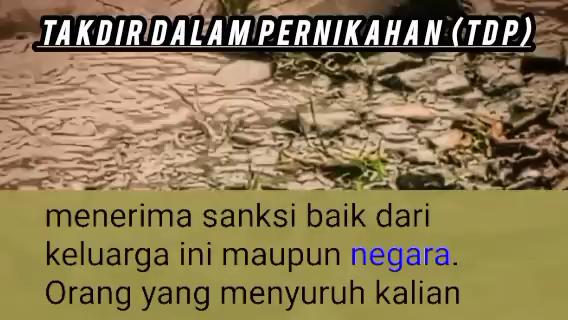 TAKDIR DALAM PERNIKAHAN (TDP)
menerima sanksi baik dari
keluarga ini maupun negara.
Orang yang menyuruh kalian